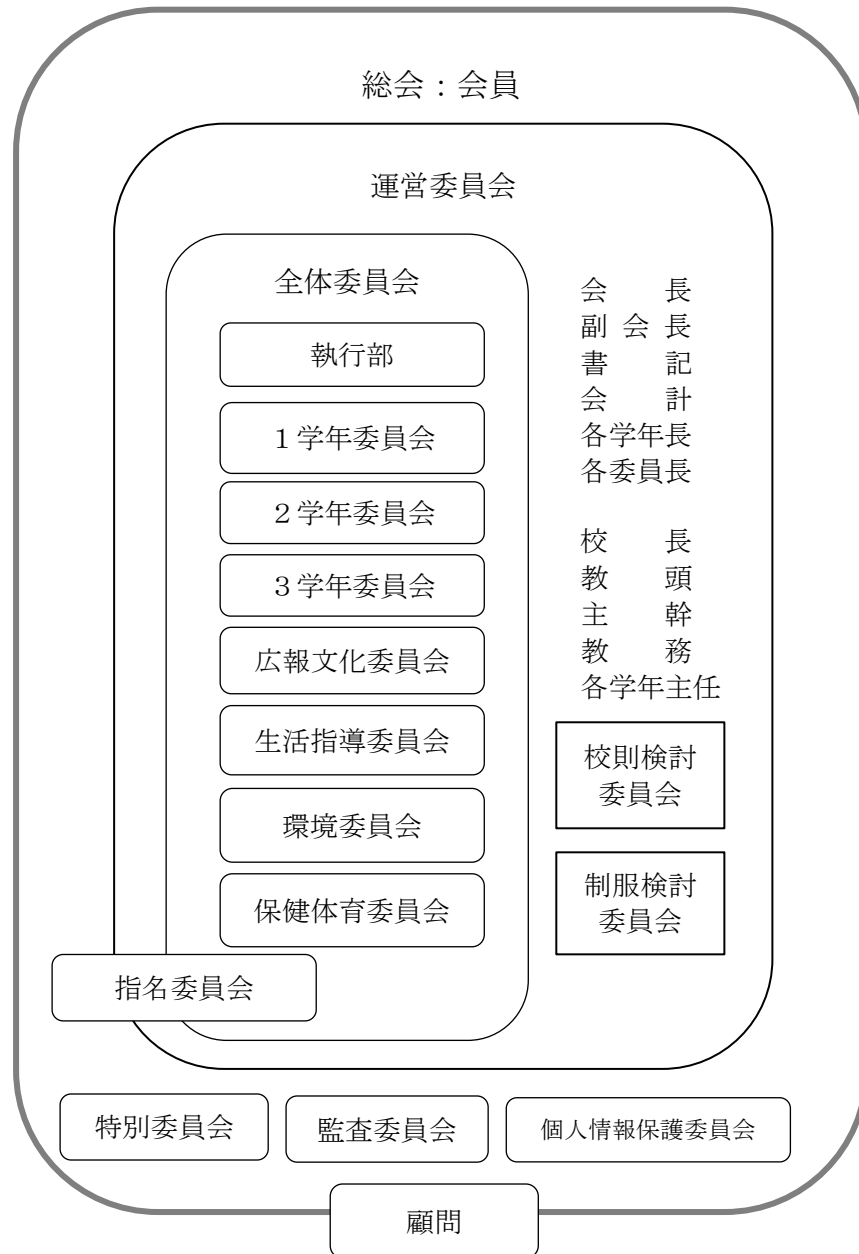 総会：会員
運営委員会
全体委員会
執行部
１学年委員会
２学年委員会
３学年委員会
広報文化委員会
生活指導委員会
環境委員会
保健体育委員会
指名委員会
会　　長
副 会 長
書　　記
会　　計
各学年長
各委員長
校　　長
教　　頭
主　　幹
教　　務
各学年主任
校則検討
委員会
制服検討
委員会
特別委員会
監査委員会
個人情報保護委員会
顧問